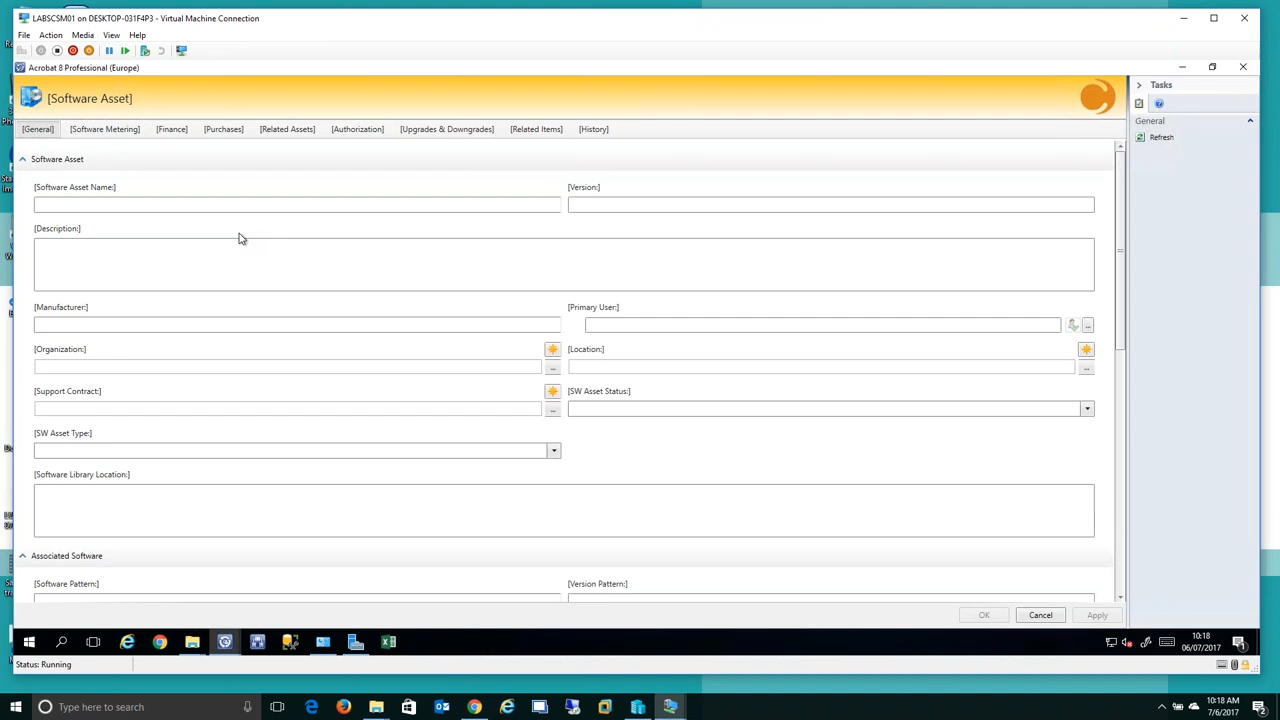 LABSCSM01 on DESKTOP-031F4P3 - Virtual Machine Connection
File Action Media View Help
Acrobat 8 Professional (Europe)
[Software Asset]
Tasks
[General] [Software Metering] [Finance] [Purchases] [Related Assets] [Authorization] [Upgrades & Downgrades] [Related Items] [History]
General
Refresh
Software Asset
[Software Asset Name:] [Version:]
[Description:]
[Manufacturer:] [Primary User:]
...
[Organization:] [Location:]
... ...
[Support Contract:] [SW Asset Status:]
...
[SW Asset Type:]
[Software Library Location:]
Associated Software
[Software Pattern:] [Version Pattern:]
OK Cancel Apply
10:18
06/07/2017
Status: Running
Type here to search
10:18 AM
7/6/2017